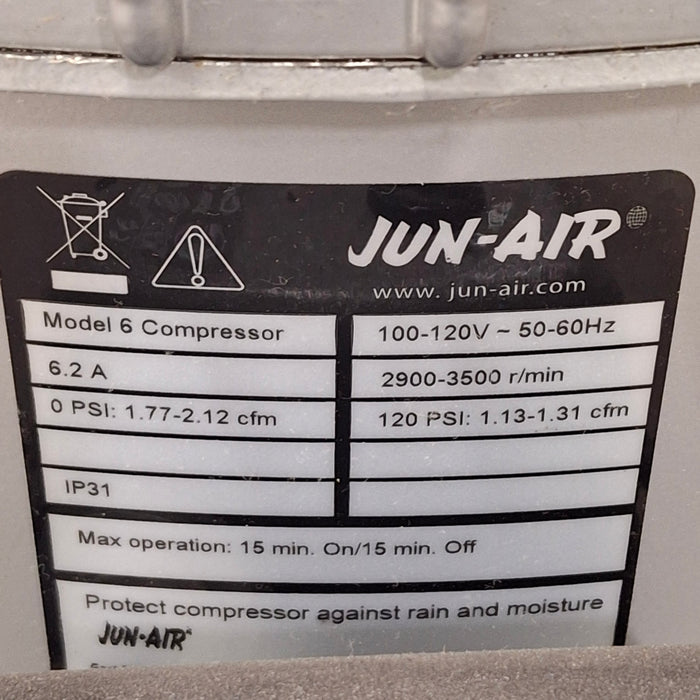 JUN-AIR
www. jun-air.com
Model 6 Compressor
100-120V ~ 50-60Hz
6.2 A
2900-3500 r/min
0 PSI: 1.77-2.12 cfm
120 PSI: 1.13-1.31 cfm
IP31
Max operation: 15 min. On/15 min. Off
Protect compressor against rain and moisture
JUN-AIR